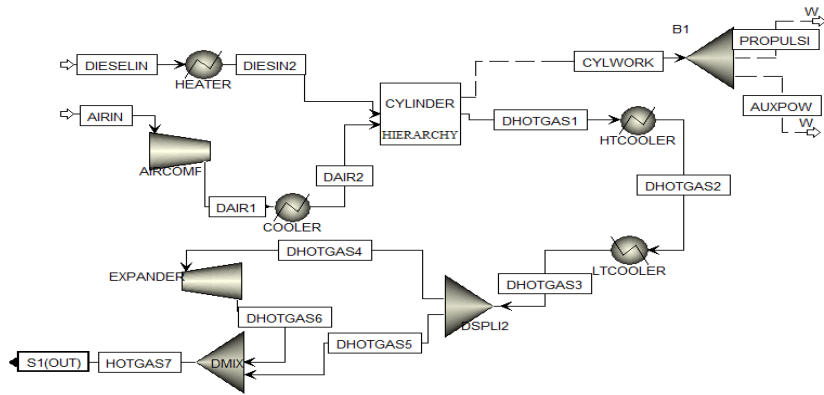 W
B1
PROPULSI
DIESELIN
DIESIN2
CYLWORK
HEATER
AIRIN
CYLINDER
HIERARCHY
AUXPOW
W
DHOTGAS1
HTCOOLER
AIRCOMF
DAIR2
DHOTGAS2
DAIR1
COOLER
DHOTGAS4
EXPANDER
LTCOOLER
DHOTGAS3
DHOTGAS6
DSPLI2
DHOTGAS5
S1(OUT)
HOTGAS7
DMIX